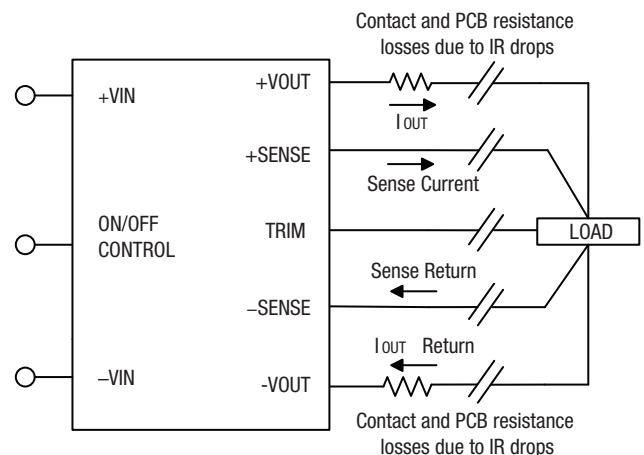 Contact and PCB resistance
losses due to IR drops
+VOUT
+VIN
IOUT
+SENSE
Sense Current
ON/OFF
CONTROL
TRIM
LOAD
Sense Return
−SENSE
IOUT Return
−VIN
-VOUT
Contact and PCB resistance
losses due to IR drops